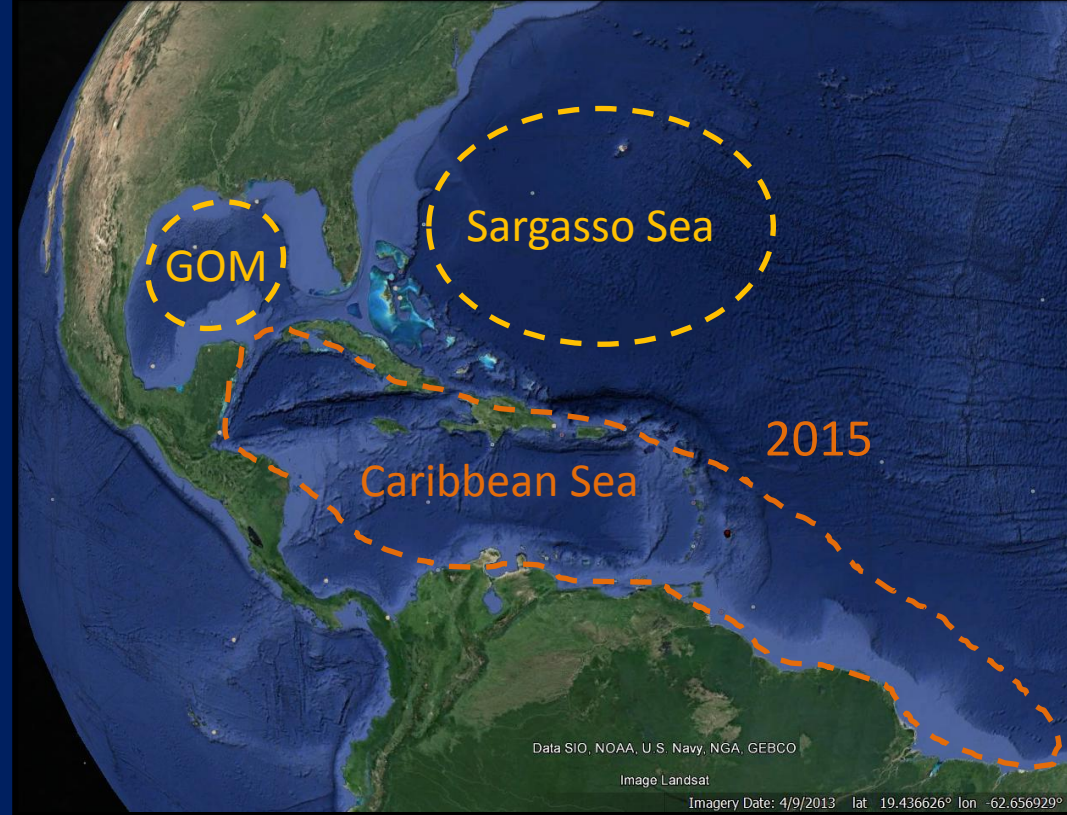 Sargasso Sea
GOM
2015
Caribbean Sea
Data SIO, NOAA, U.S. Navy, NGA, GEBCO
Image Landsat
Imagery Date: 4/9/2013 lat 19.436626° lon -62.656929°